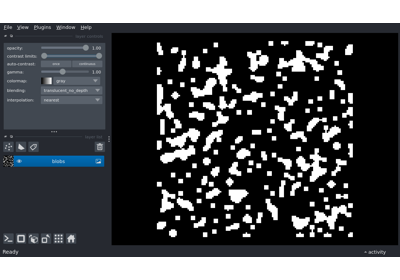 File View Plugins Window Help
opacity: 1.00
contrast limits:
auto-contrast: once continuous
gamma: 1.00
colormap: gray
blending: translucent_no_depth
interpolation: nearest
blobs
Ready
activity